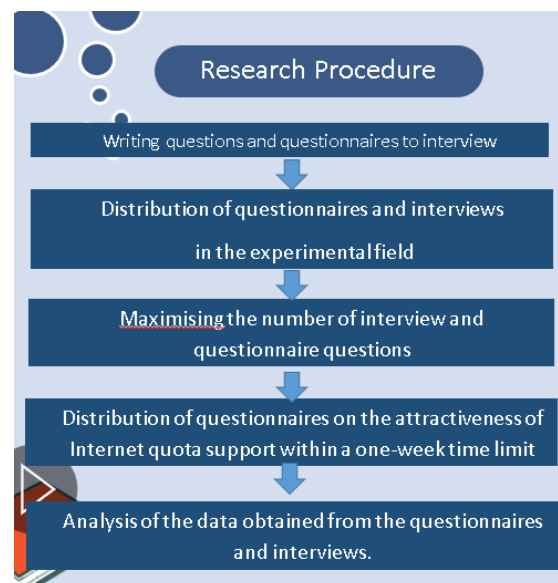 Research Procedure
Writing questions and questionnaires to interview
Distribution of questionnaires and interviews
in the experimental field
Maximising the number of interview and
questionnaire questions
Distribution of questionnaires on the attractiveness of
Internet quota support within a one-week time limit
Analysis of the data obtained from the questionnaires
and interviews.